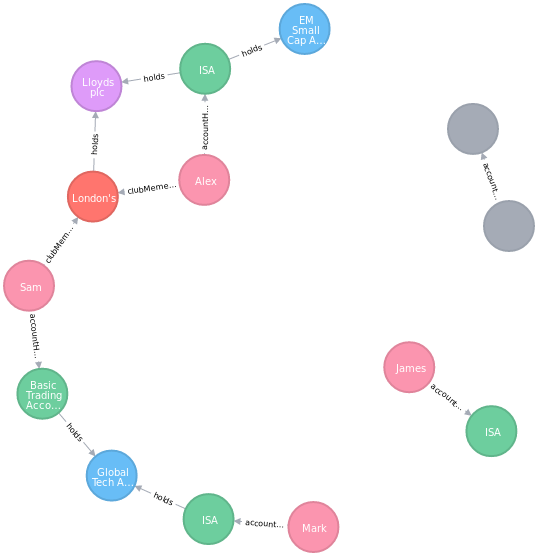 EM
Small
Cap A...
holds
ISA
holds
Lloyds
plc
accountH...
holds
account...
Alex
clubMeme...
London's
clubMem...
Sam
accountH...
James
account...
Basic
Trading
Acco...
ISA
holds
Global
Tech A...
holds
ISA
account...
Mark